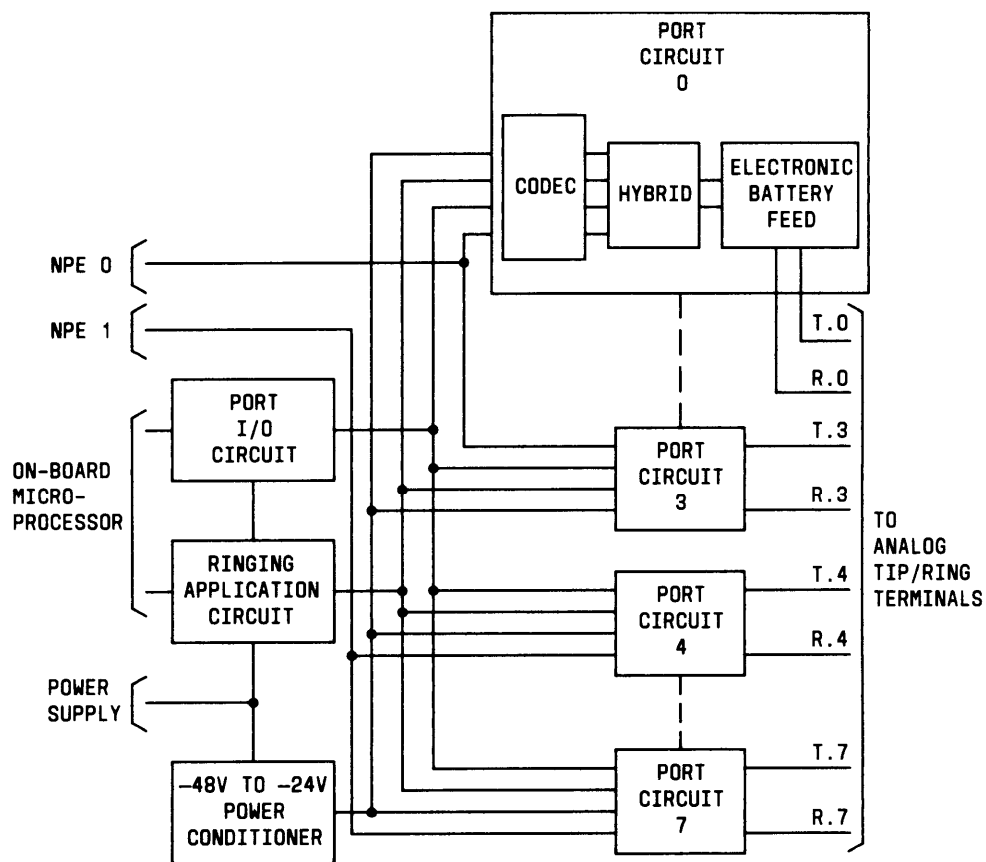 PORT
CIRCUIT
0
CODEC
HYBRID
ELECTRONIC
BATTERY
FEED
NPE 0
NPE 1
T.0
R.0
PORT
I/O
CIRCUIT
ON-BOARD
MICRO-
PROCESSOR
RINGING
APPLICATION
CIRCUIT
POWER
SUPPLY
-48V TO -24V
POWER
CONDITIONER
PORT
CIRCUIT
3
T.3
R.3
PORT
CIRCUIT
4
T.4
R.4
PORT
CIRCUIT
7
T.7
R.7
TO
ANALOG
TIP/RING
TERMINALS